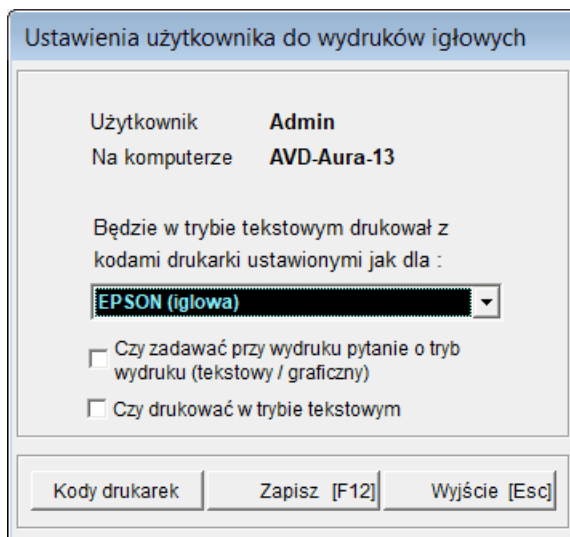 Ustawienia użytkownika do wydruków igłowych
Użytkownik Admin
Na komputerze AVD-Aura-13
Będzie w trybie tekstowym drukował z
kodami drukarki ustawionymi jak dla :
EPSON (iglowa)
Czy zadawać przy wydruku pytanie o tryb
wydruku (tekstowy / graficzny)
Czy drukować w trybie tekstowym
Kody drukarek Zapisz [F12] Wyjście [Esc]